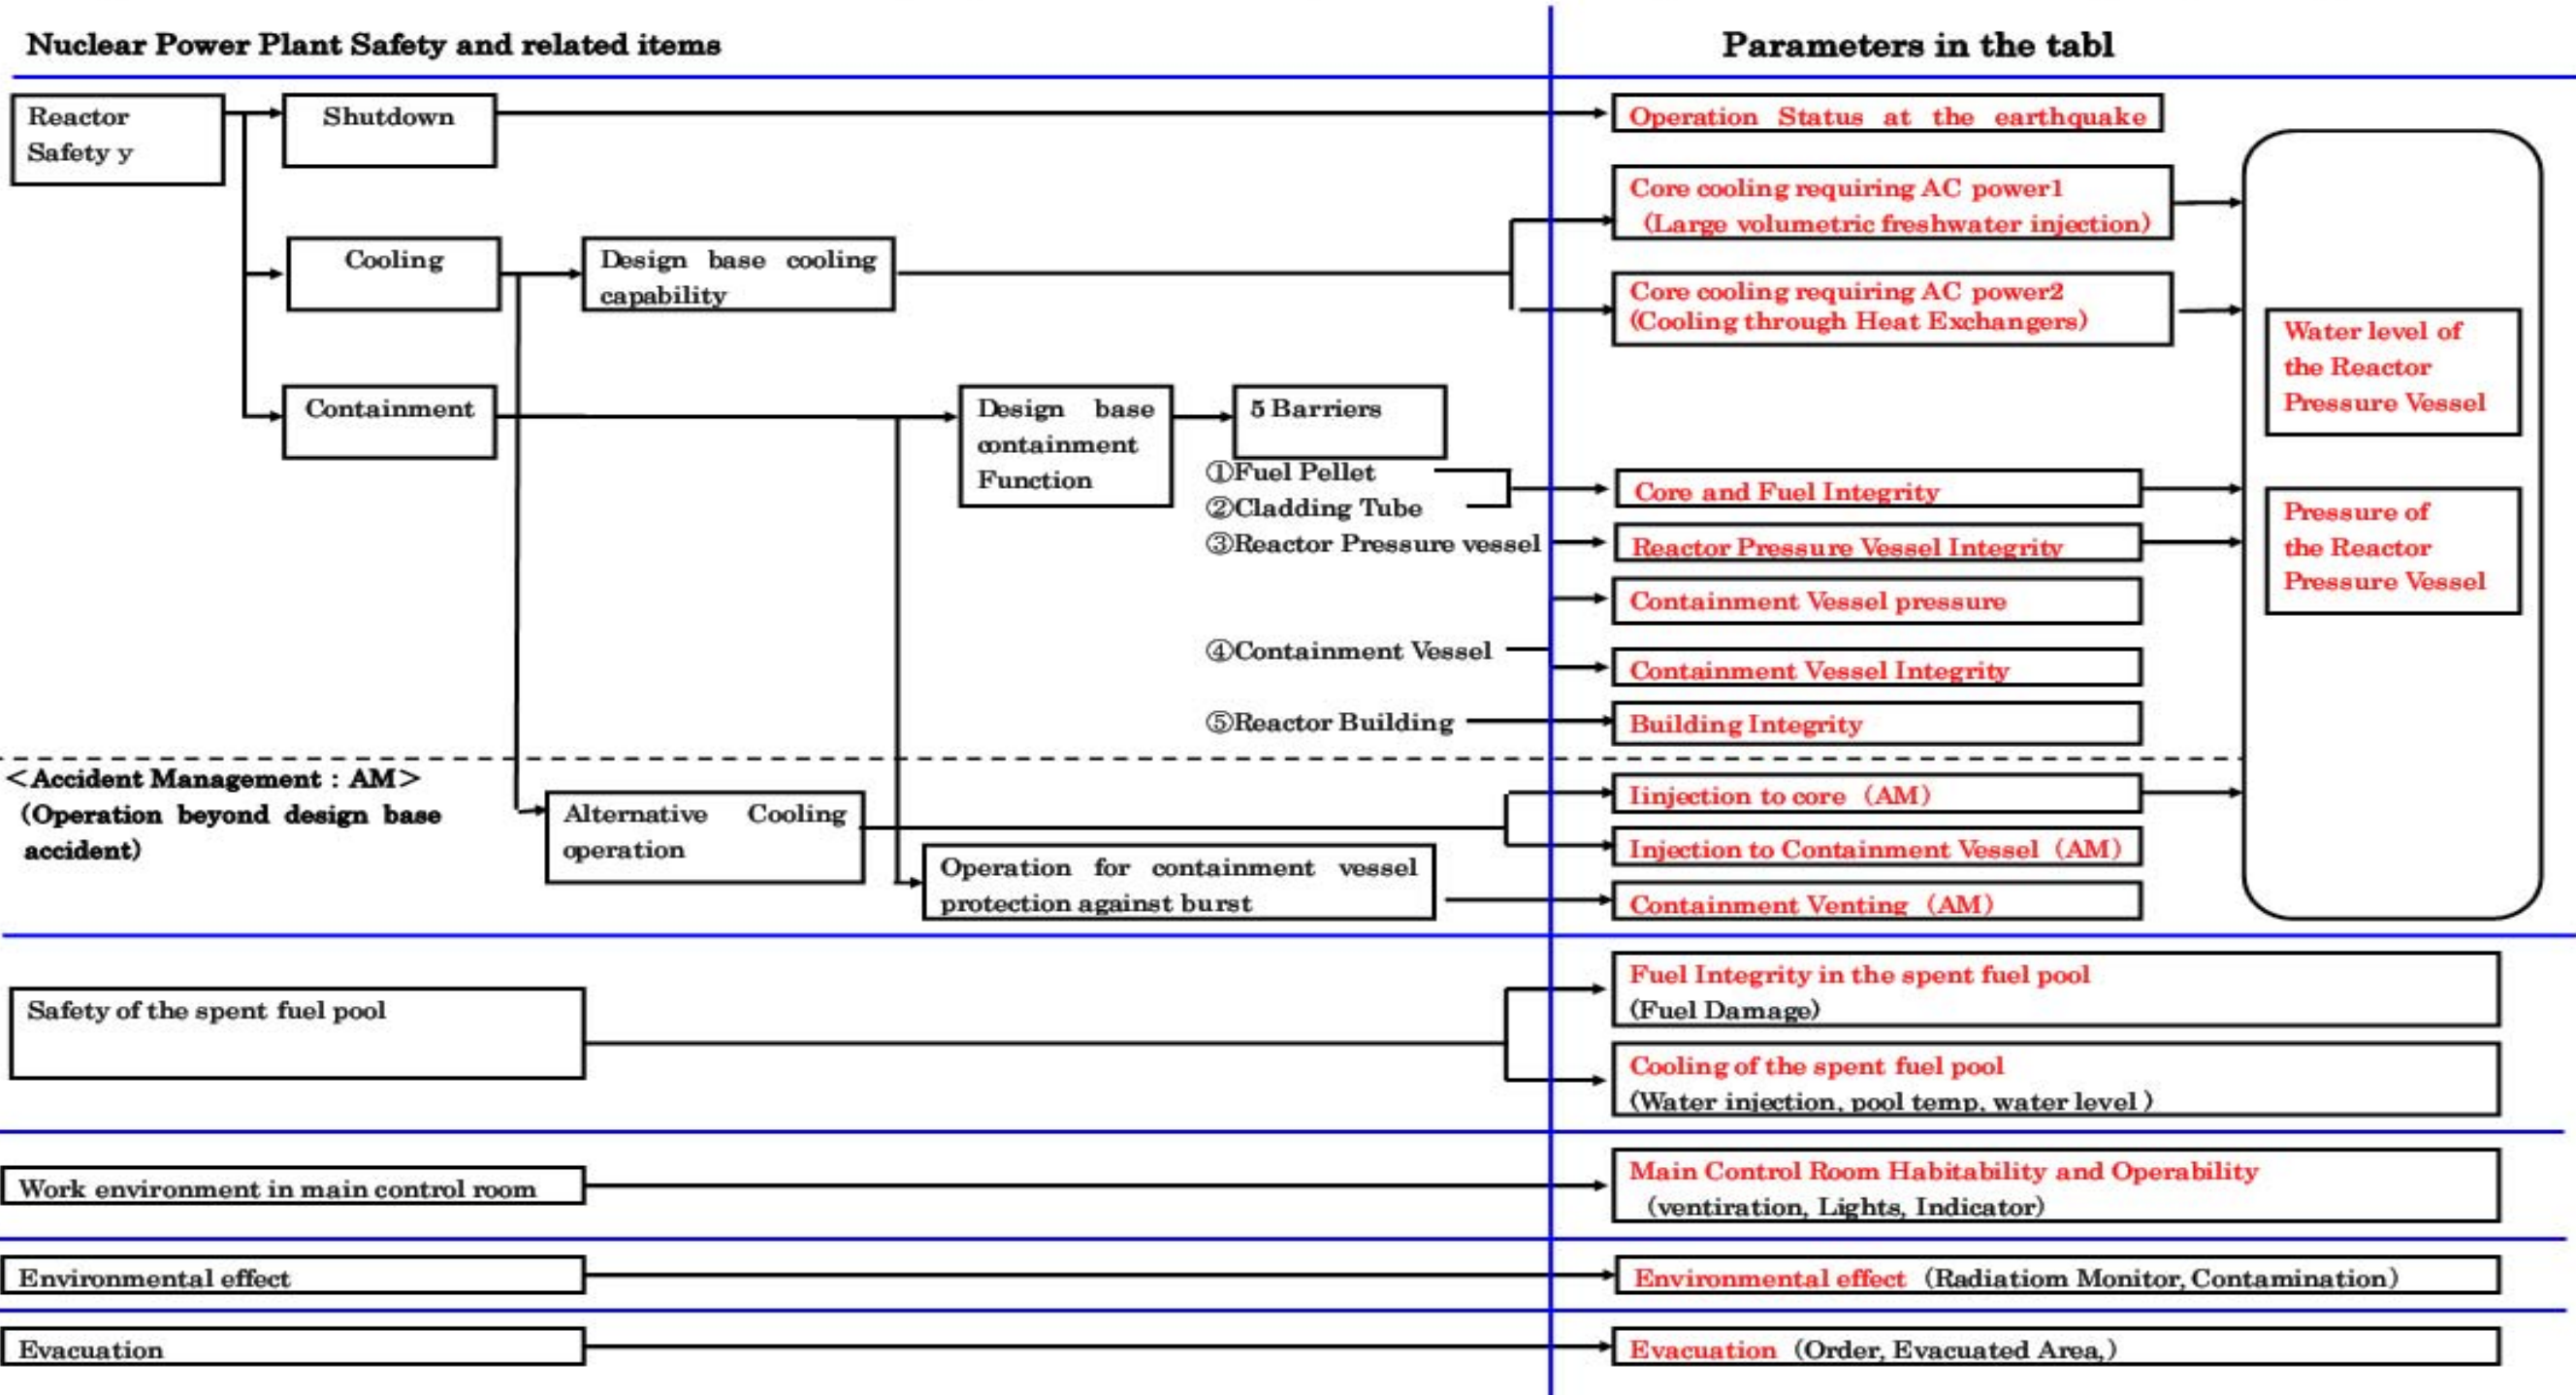 Nuclear Power Plant Safety and related items
Parameters in the tabl
Reactor
Safety y
Shutdown
Operation Status at the earthquake
Core cooling requiring AC power1
(Large volumetric freshwater injection)
Cooling
Design base cooling
capability
Core cooling requiring AC power2
(Cooling through Heat Exchangers)
Water level of
the Reactor
Pressure Vessel
Containment
Design base
containment
Function
5 Barriers
①Fuel Pellet
②Cladding Tube
③Reactor Pressure vessel
Core and Fuel Integrity
Reactor Pressure Vessel Integrity
Pressure of
the Reactor
Pressure Vessel
Containment Vessel pressure
④Containment Vessel
Containment Vessel Integrity
⑤Reactor Building
Building Integrity
<Accident Management : AM>
(Operation beyond design base
accident)
Alternative Cooling
operation
Iinjection to core (AM)
Injection to Containment Vessel (AM)
Operation for containment vessel
protection against burst
Containment Venting (AM)
Safety of the spent fuel pool
Fuel Integrity in the spent fuel pool
(Fuel Damage)
Cooling of the spent fuel pool
(Water injection, pool temp. water level )
Work environment in main control room
Main Control Room Habitability and Operability
(ventiration, Lights, Indicator)
Environmental effect
Environmental effect (Radiatiom Monitor, Contamination)
Evacuation
Evacuation (Order, Evacuated Area,)